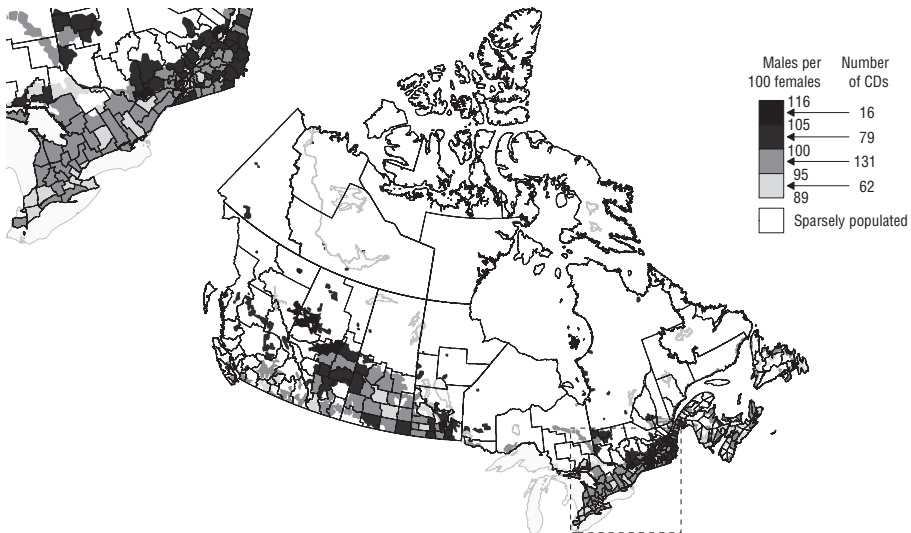 Males per
100 females
Number
of CDs
116
16
105
79
100
131
95
62
89
Sparsely populated